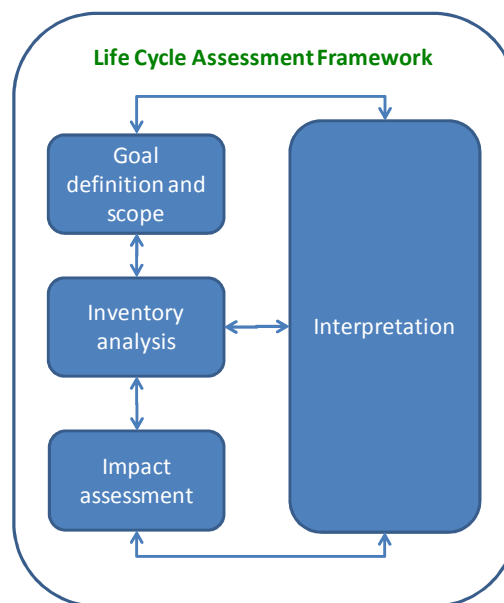 Life Cycle Assessment Framework
Goal
definition and
scope
Inventory
analysis
Interpretation
Impact
assessment